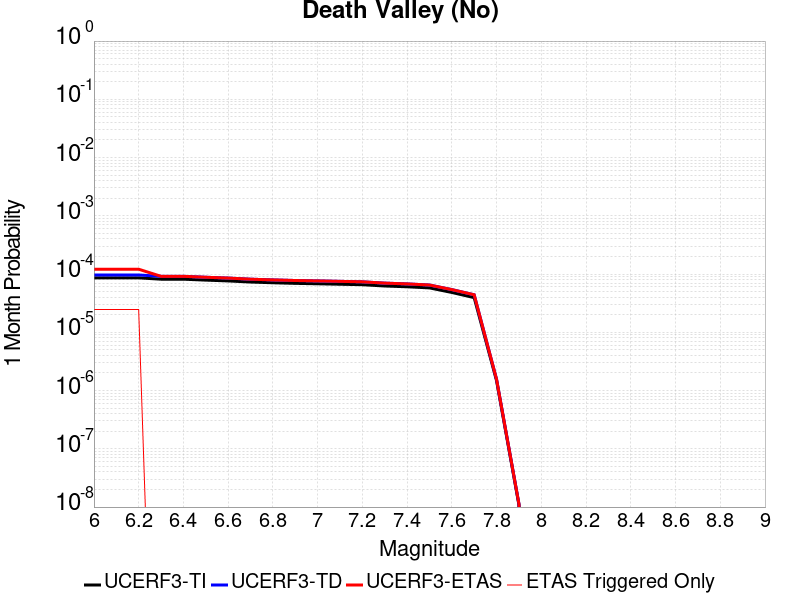 Death Valley (No)
10^0
10^-1
10^-2
10^-3
10^-4
10^-5
10^-6
10^-7
10^-8
1 Month Probability
6 6.2 6.4 6.6 6.8 7 7.2 7.4 7.6 7.8 8 8.2 8.4 8.6 8.8 9
Magnitude
UCERF3-TI UCERF3-TD UCERF3-ETAS ETAS Triggered Only